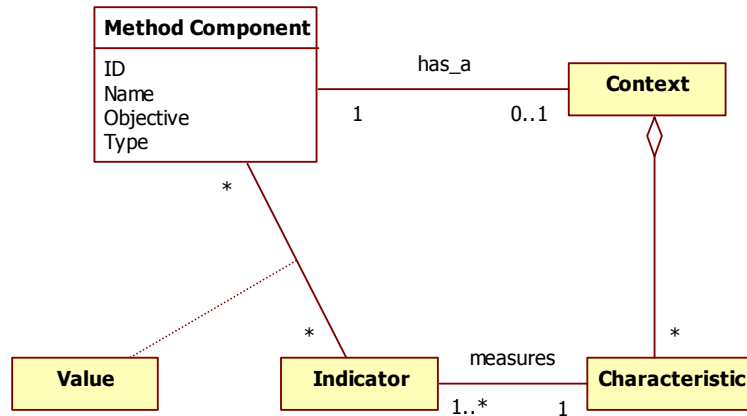 Method Component
ID
Name
Objective
Type
has_a
1
0..1
Context
*
*
*
Value
Indicator
measures
1..*
1
Characteristic